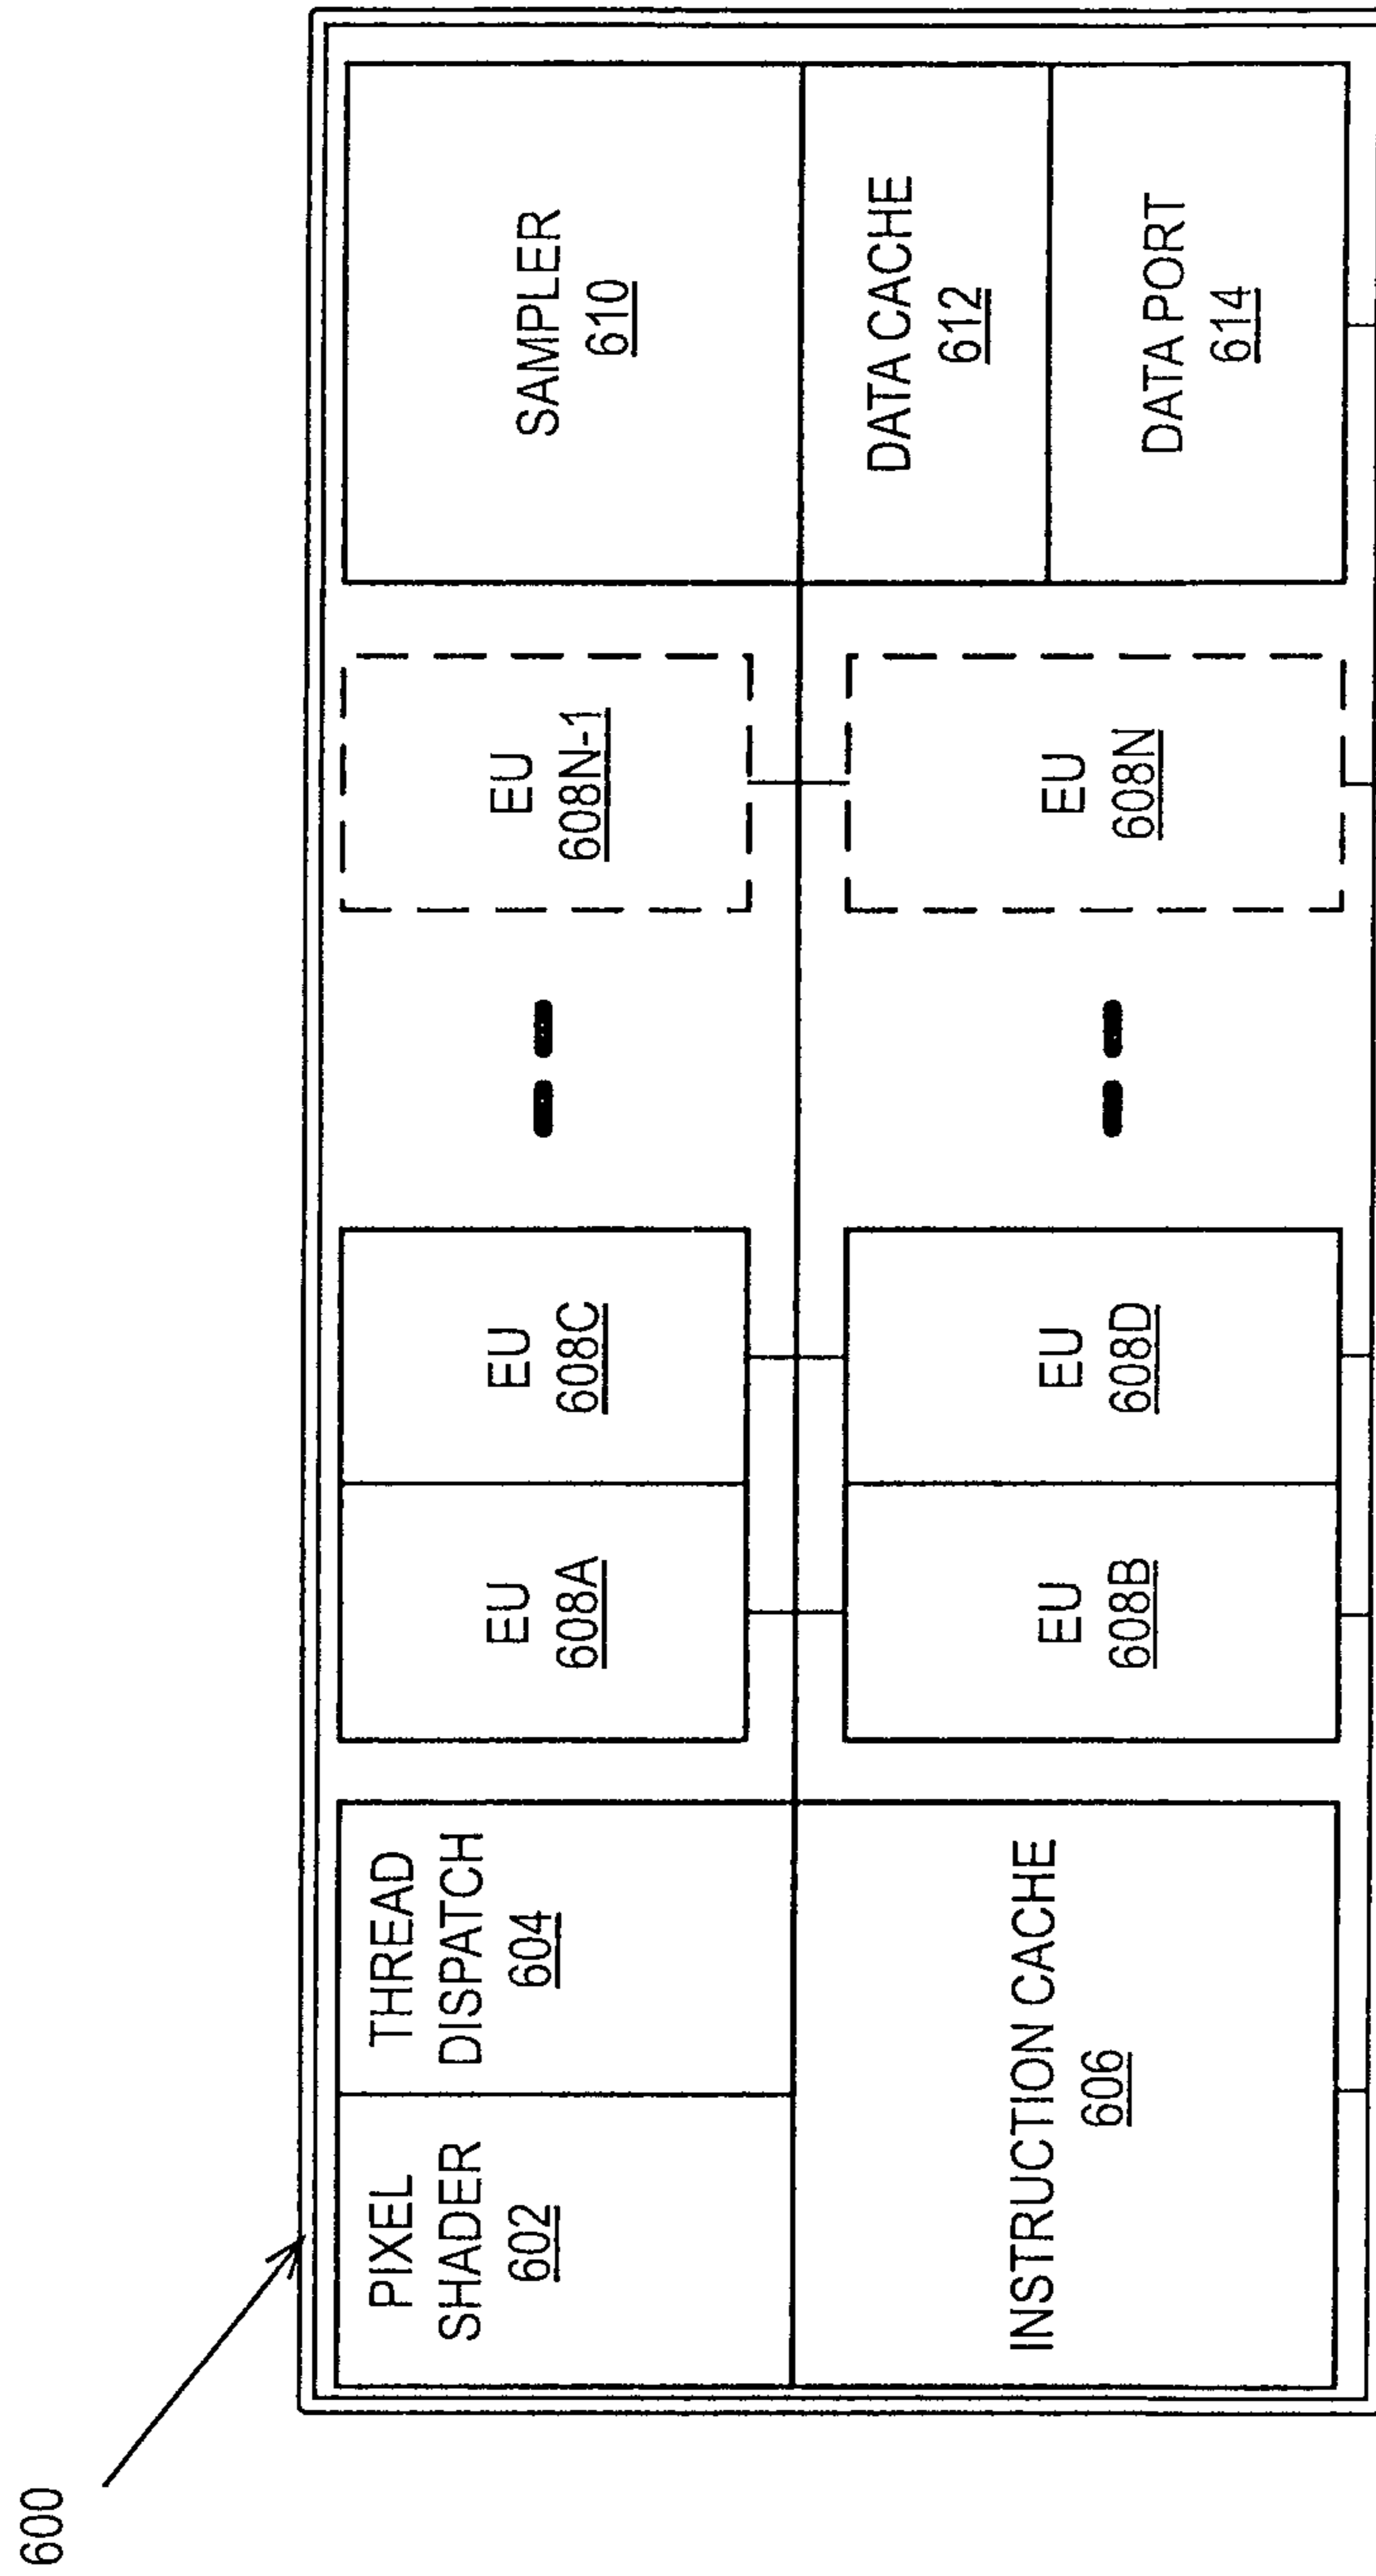 600
PIXEL
SHADER
602
THREAD
DISPATCH
604
INSTRUCTION CACHE
606
EU
608A
EU
608C
EU
608B
EU
608D
EU
608N-1
EU
608N
SAMPLER
610
DATA CACHE
612
DATA PORT
614